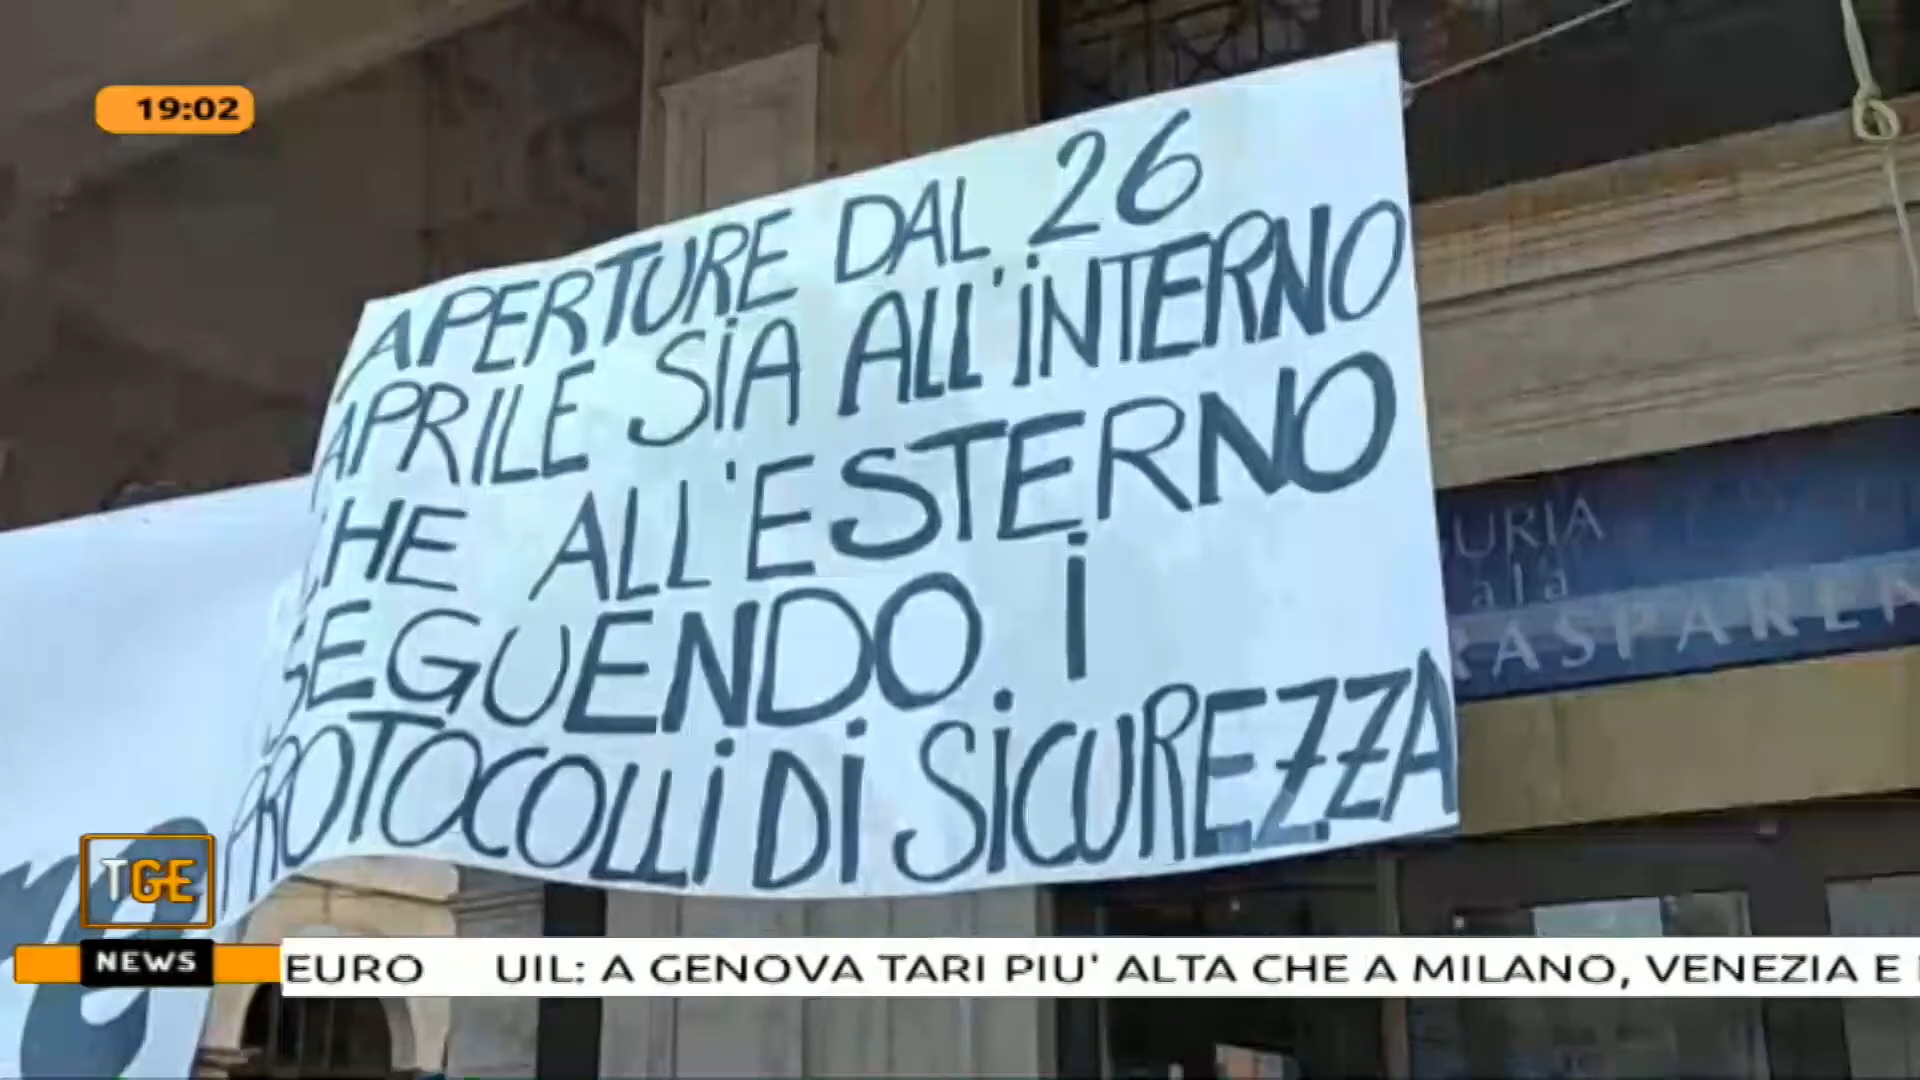 19:02
APERTURE DAL 26
APRILE SIA ALL'INTERNO
CHE ALL'ESTERNO
SEGUENDO I
PROTOCOLLI DI SICUREZZA
URIA
ala
TGE
NEWS
EURO UIL: A GENOVA TARI PIU' ALTA CHE A MILANO, VENEZIA E